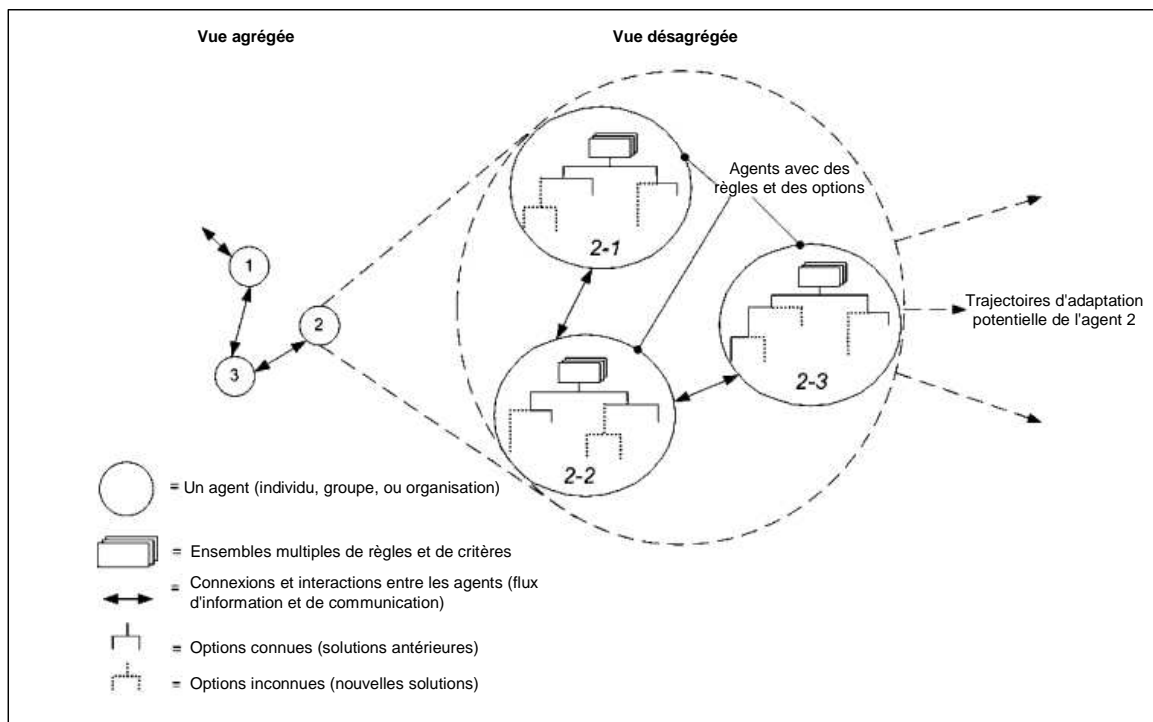 Vue agrégée
Vue désagrégée
Agents avec des
règles et des options
2-1
1
2
3
2-3
Trajectoires d'adaptation
potentielle de l'agent 2
2-2
= Un agent (individu, groupe, ou organisation)
= Ensembles multiples de règles et de critères
= Connexions et interactions entre les agents (flux
d'information et de communication)
= Options connues (solutions antérieures)
= Options inconnues (nouvelles solutions)